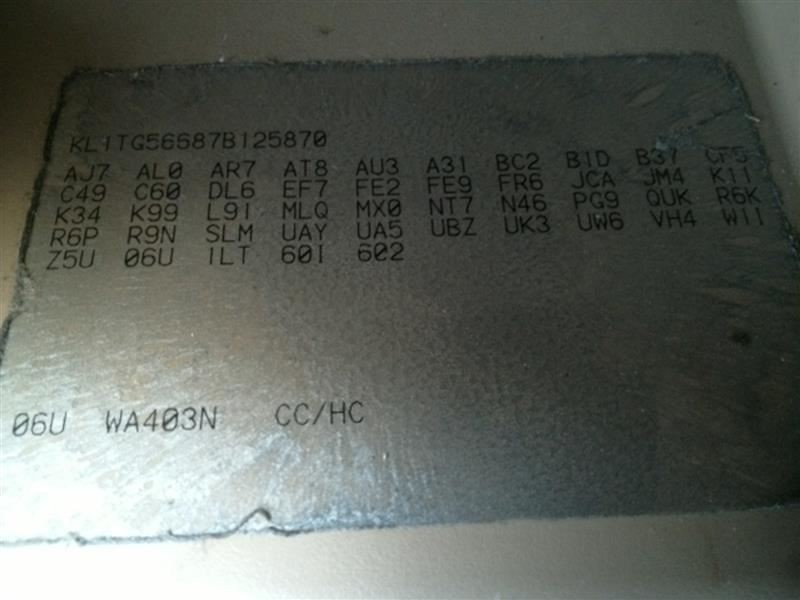 KL1TG56687B125870
AJ7 AL0 AR7 AT8 AU3 A31 BC2 B1D B37 CF5
C49 C60 DL6 EF7 FE2 FE9 FR6 JCA JM4 K11
K34 K99 L91 MLQ MX0 NT7 N46 PG9 QUK R6K
R6P R9N SLM UAY UA5 UBZ UK3 UW6 VH4 W11
Z5U 06U 1LT 601 602
06U WA403N CC/HC